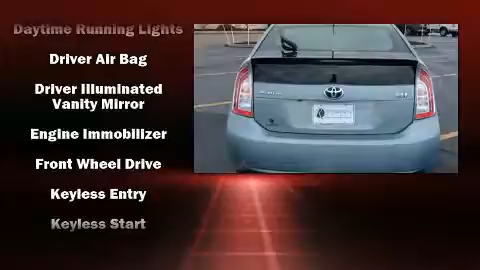 Daytime Running Lights
Driver Air Bag
Driver Illuminated
Vanity Mirror
Engine Immobilizer
Front Wheel Drive
Keyless Entry
Keyless Start